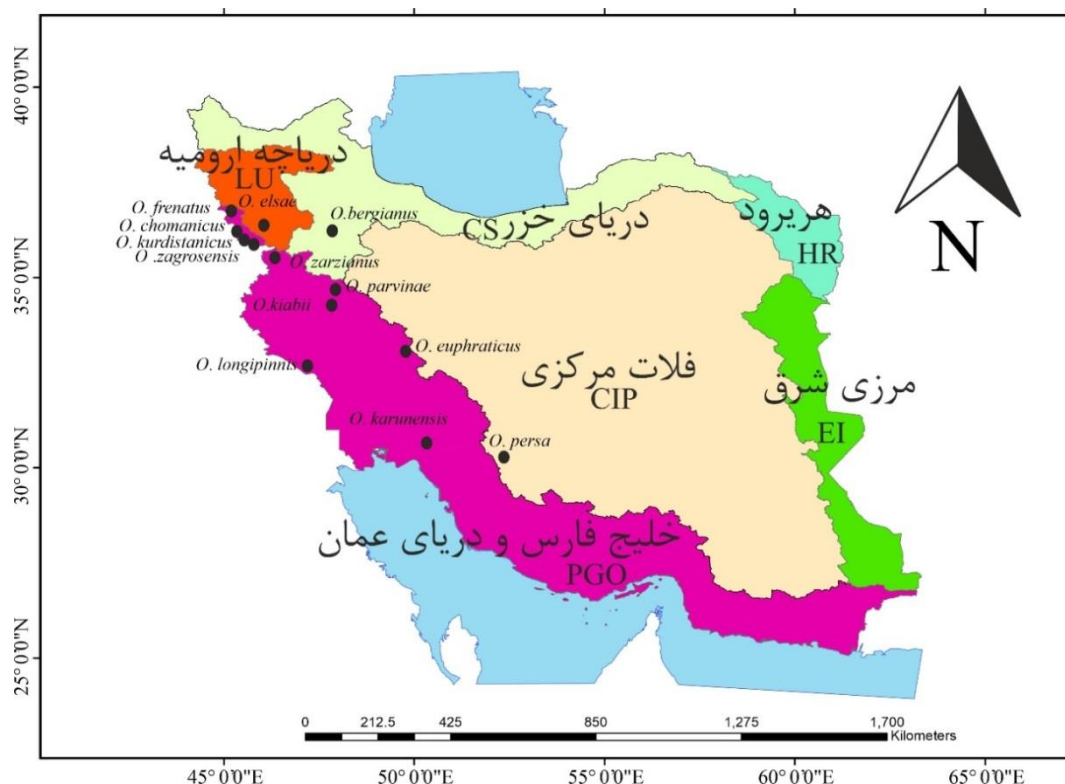 40°0'0"N
35°0'0"N
30°0'0"N
25°0'0"N
دریاچه ارومیه
LU
O. elsae
O. frenatus
O. chomanicus
O. kurdistanicus
O .zagrosensis
O.bergianus
دریای خزر
CS
هریرود
HR
N
O. zarzianus
O. parvinae
O.kiabii
O. euphraticus
O. longipinnis
فلات مرکزی
CIP
مرزی شرق
EI
O. karunensis
O. persa
خلیج فارس و دریای عمان
PGO
0 212.5 425 850 1,275 1,700
Kilometers
45°0'0"E 50°0'0"E 55°0'0"E 60°0'0"E 65°0'0"E